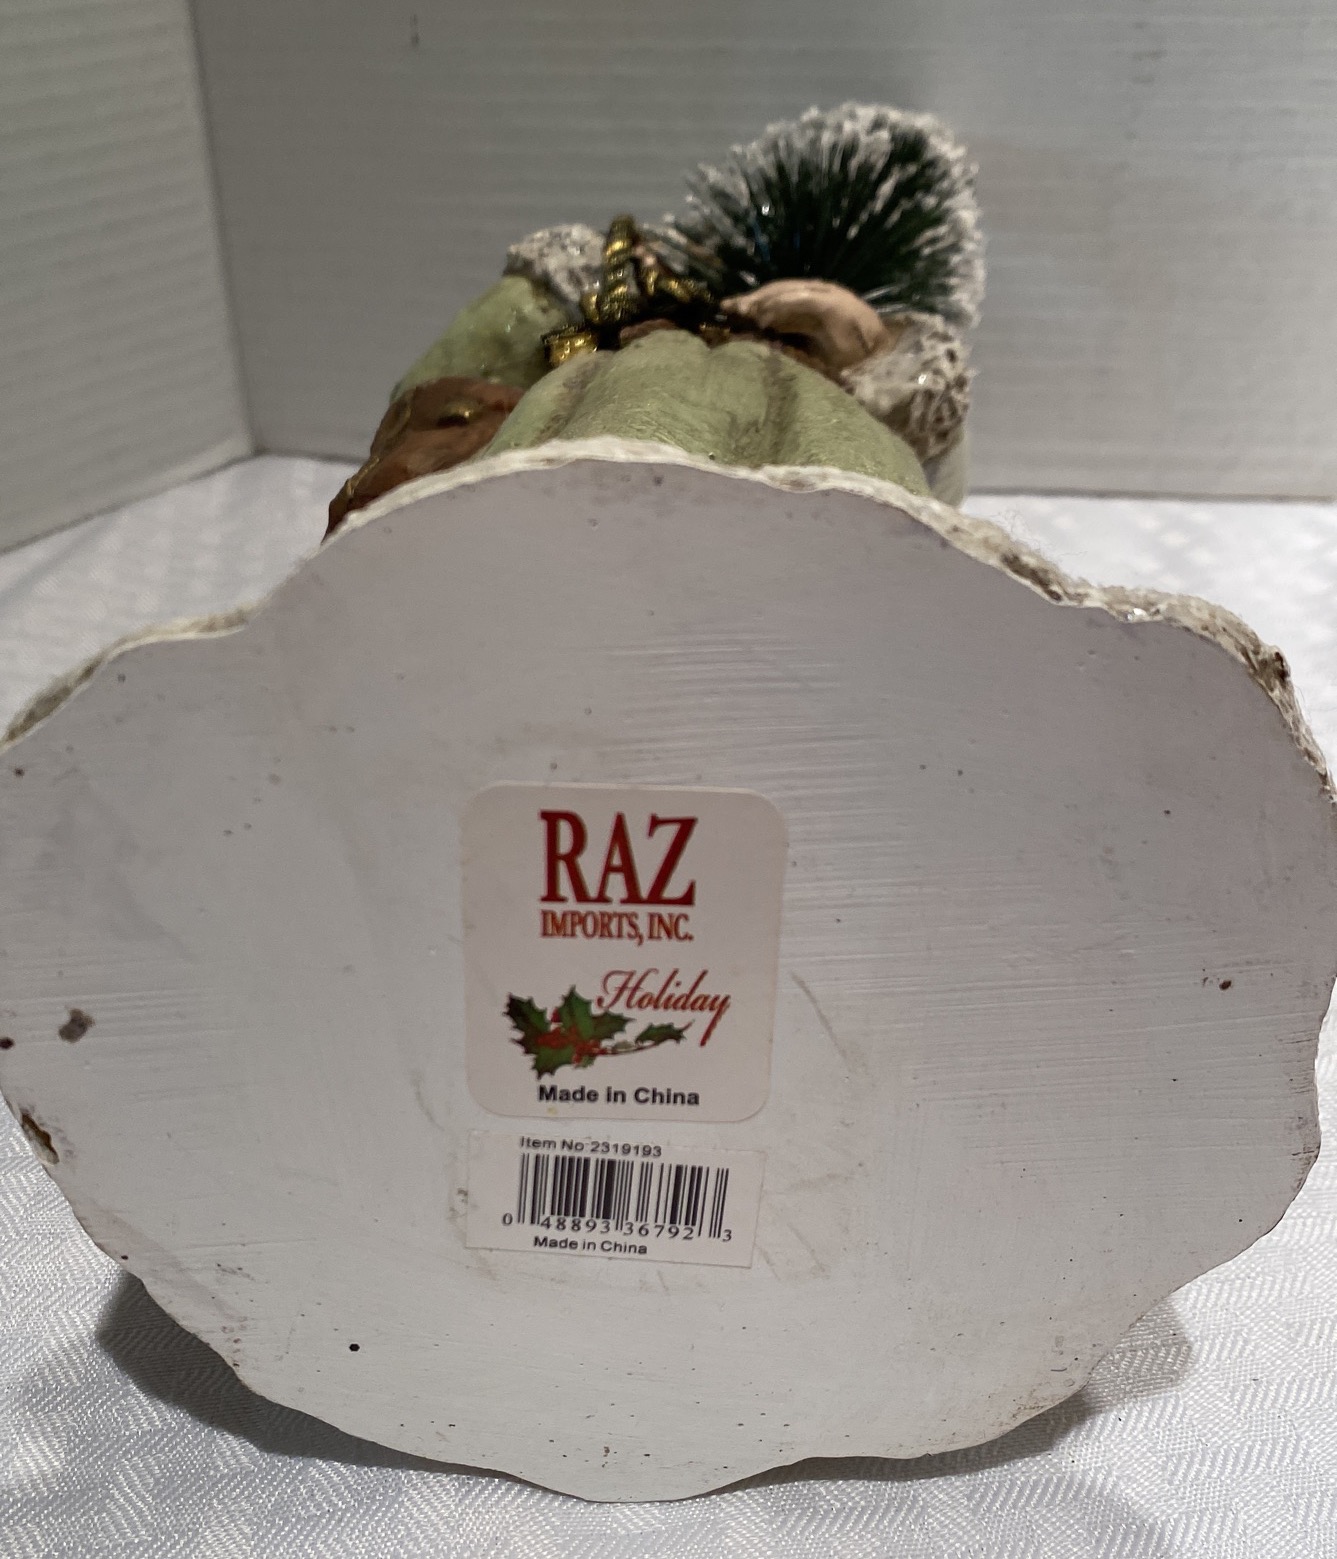 RAZ
IMPORTS, INC.
Holiday
Made in China
Item No 2319193
0 48893 36792 3
Made in China